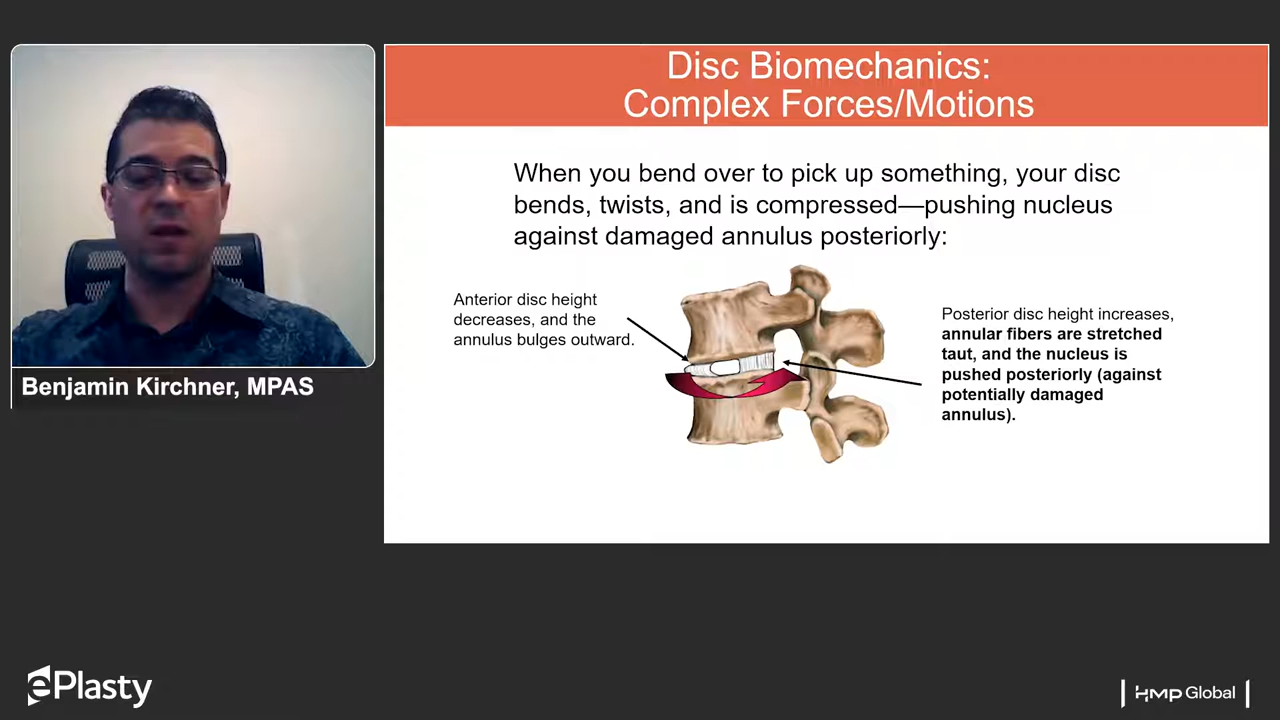 Disc Biomechanics:
Complex Forces/Motions
When you bend over to pick up something, your disc
bends, twists, and is compressed—pushing nucleus
against damaged annulus posteriorly:
Anterior disc height
decreases, and the
annulus bulges outward.
Posterior disc height increases,
annular fibers are stretched
taut, and the nucleus is
pushed posteriorly (against
potentially damaged
annulus).
Benjamin Kirchner, MPAS
ePlasty
HMP Global